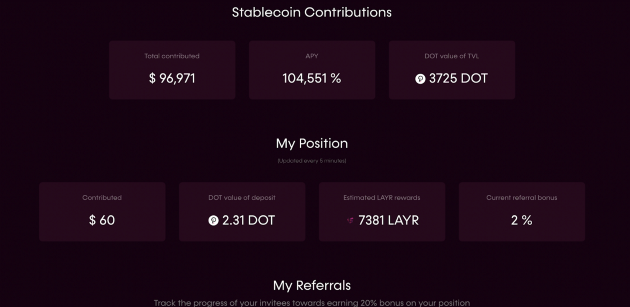 Stablecoin Contributions
Total contributed APY DOT value of TVL
$ 96,971 104,551 % 3725 DOT
My Position
(Updated every 5 minutes)
Contributed DOT value of deposit Estimated LAYR rewards Current referral bonus
$ 60 2.31 DOT 7381 LAYR 2 %
My Referrals
Track the progress of your invitees towards earning 20% bonus on your position